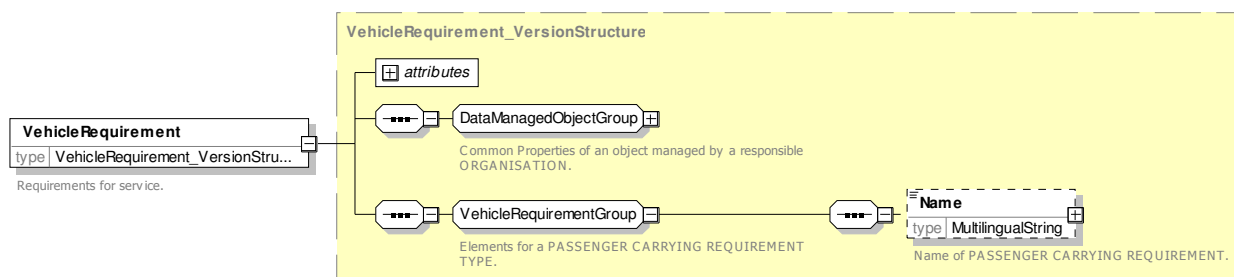 VehicleRequirement_VersionStructure
attributes
DataManagedObjectGroup
Common Properties of an object managed by a responsible
ORGANISATION.
VehicleRequirement
type VehicleRequirement_VersionStru...
Requirements for service.
VehicleRequirementGroup
Elements for a PASSENGER CARRYING REQUIREMENT
TYPE.
Name
type MultilingualString
Name of PASSENGER CARRYING REQUIREMENT.